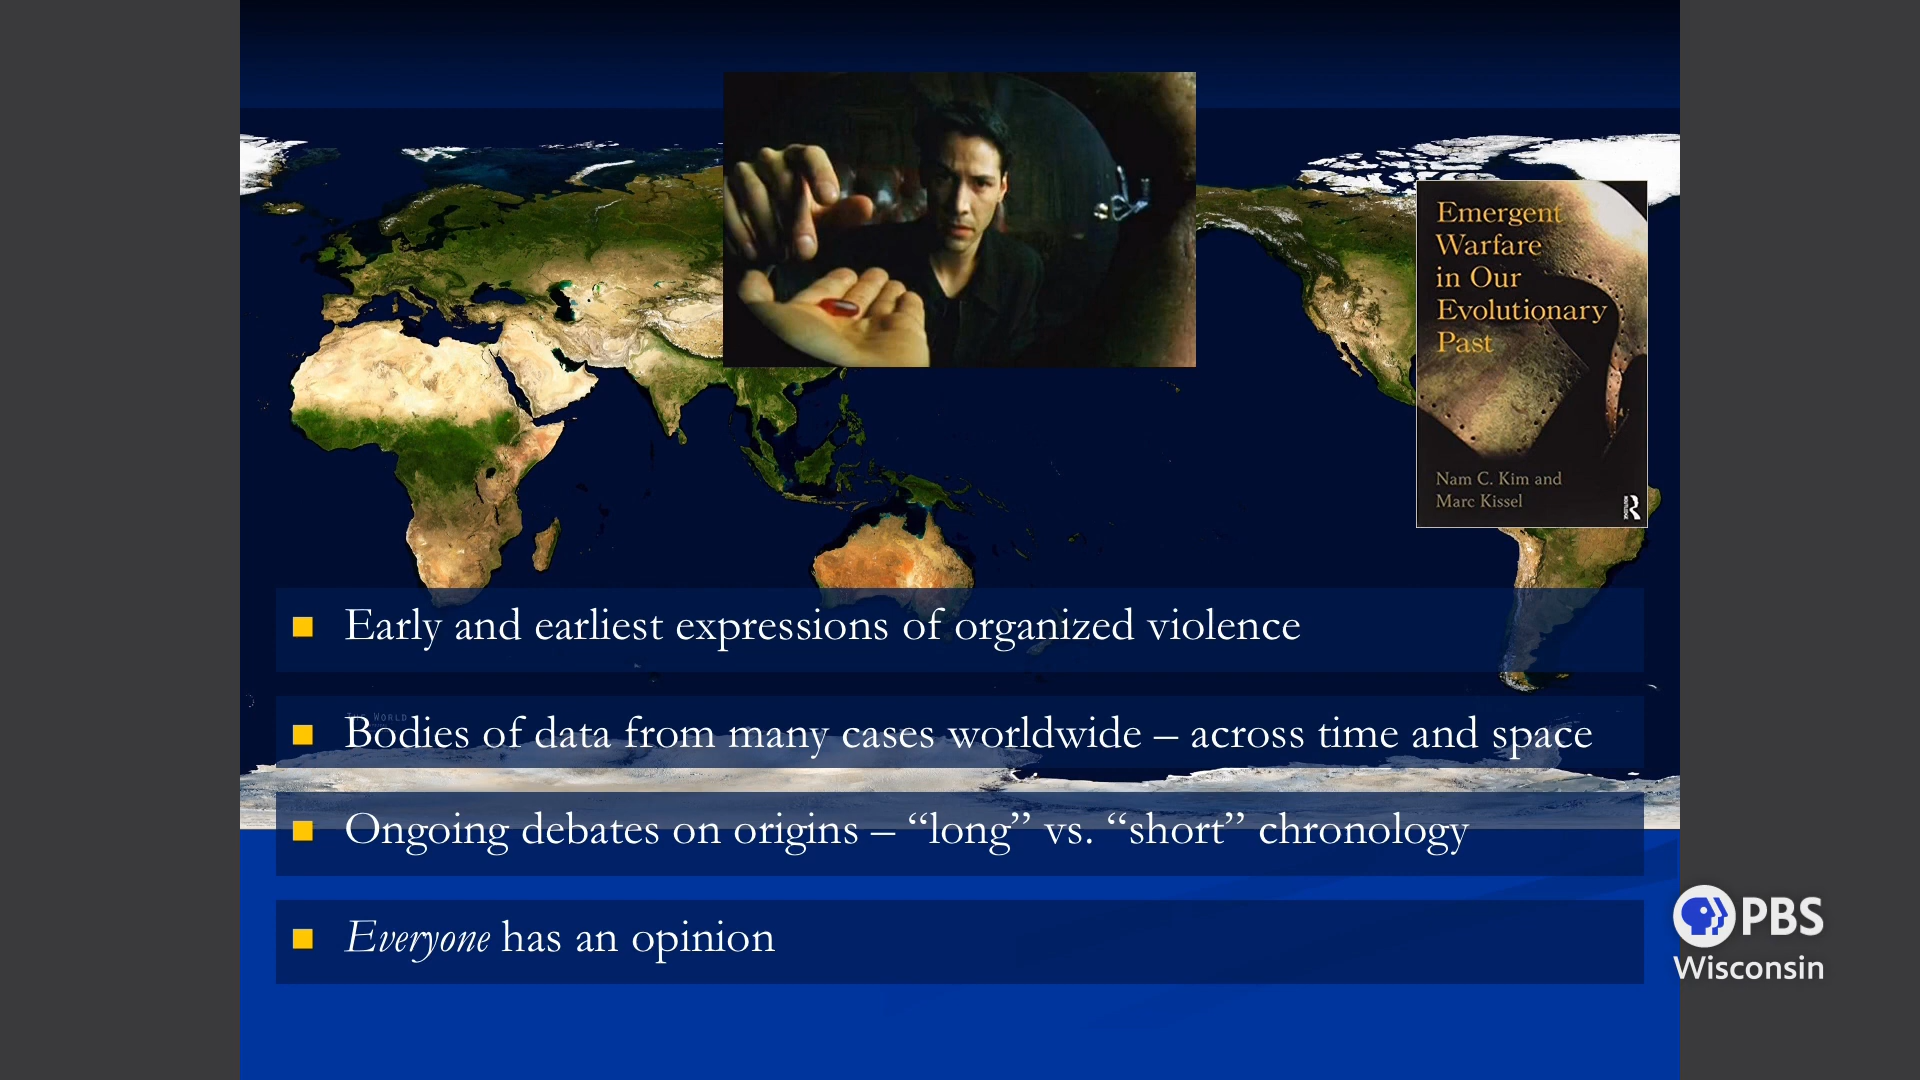 Emergent
Warfare
in Our
Evolutionary
Past
Nam C. Kim and
Marc Kissel
R
■ Early and earliest expressions of organized violence
THE WORLD
■ Bodies of data from many cases worldwide – across time and space
■ Ongoing debates on origins – “long” vs. “short” chronology
■ Everyone has an opinion
PBS
Wisconsin